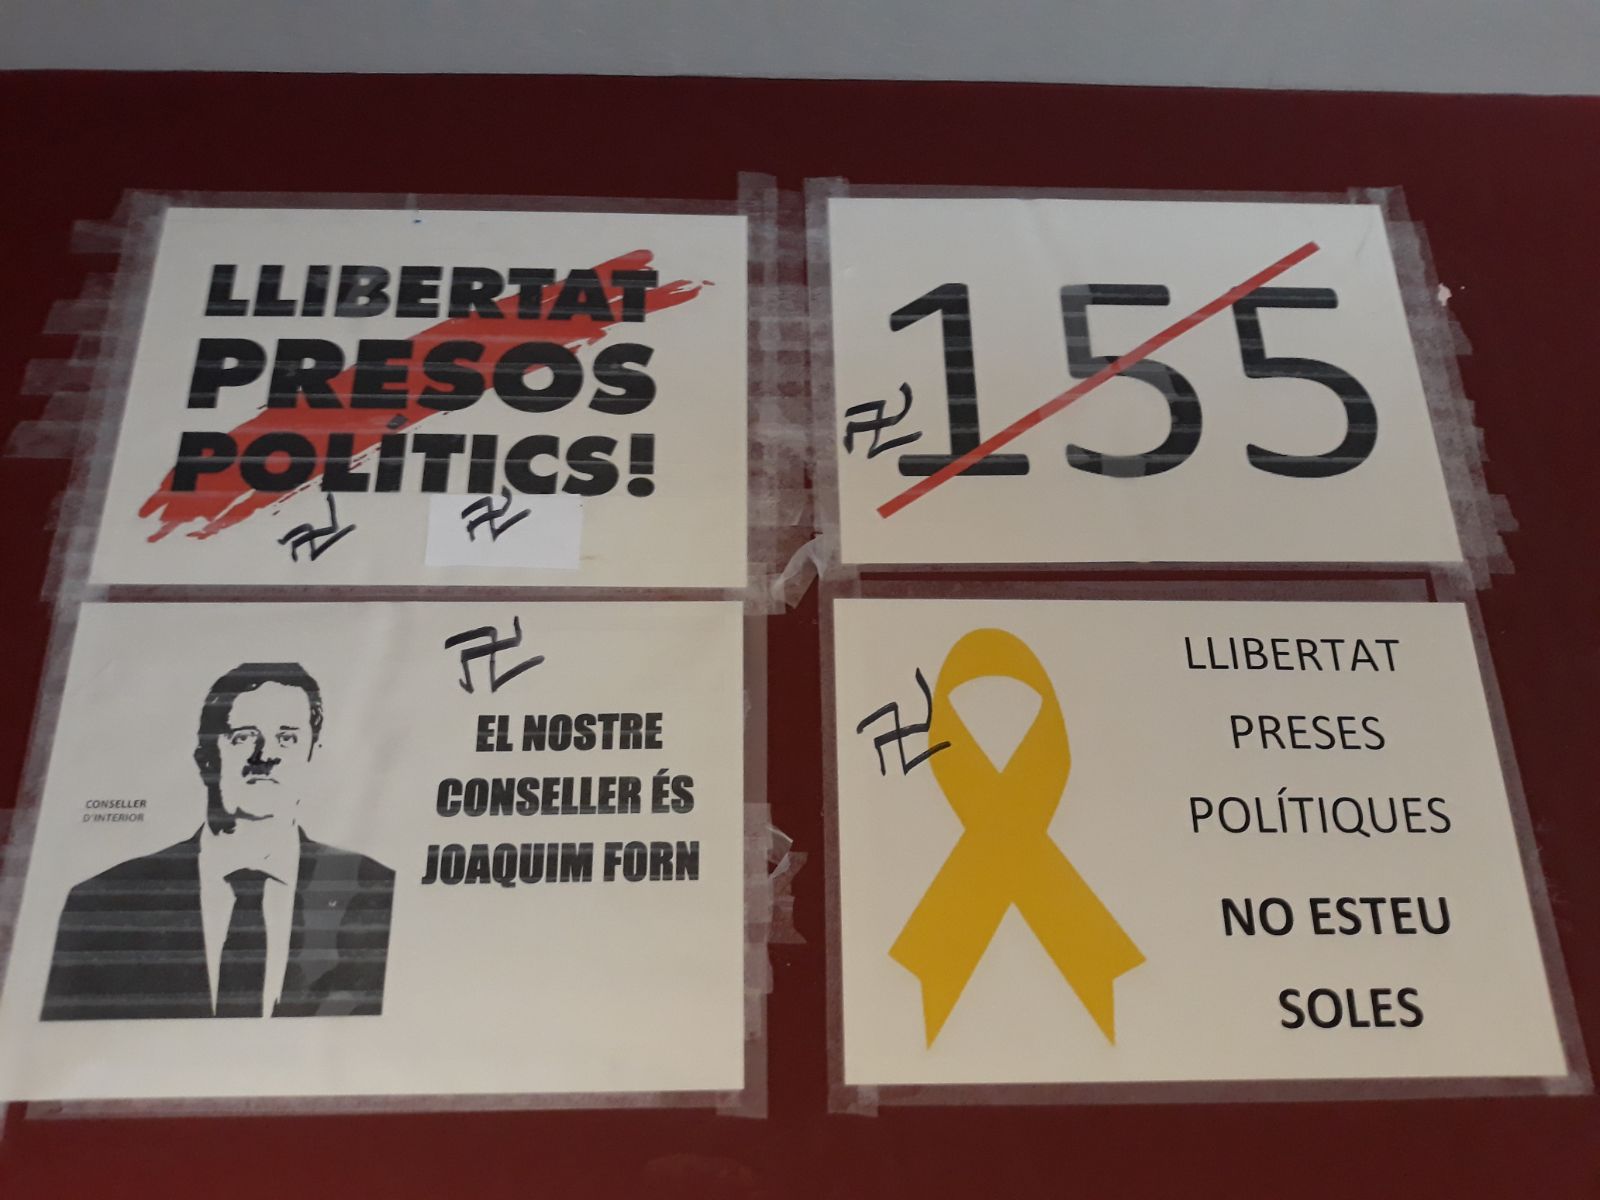 LLIBERTAT
PRESOS
POLÍTICS!
155
CONSELLER
D'INTERIOR
EL NOSTRE
CONSELLER ÉS
JOAQUIM FORN
LLIBERTAT
PRESES
POLÍTIQUES
NO ESTEU
SOLES